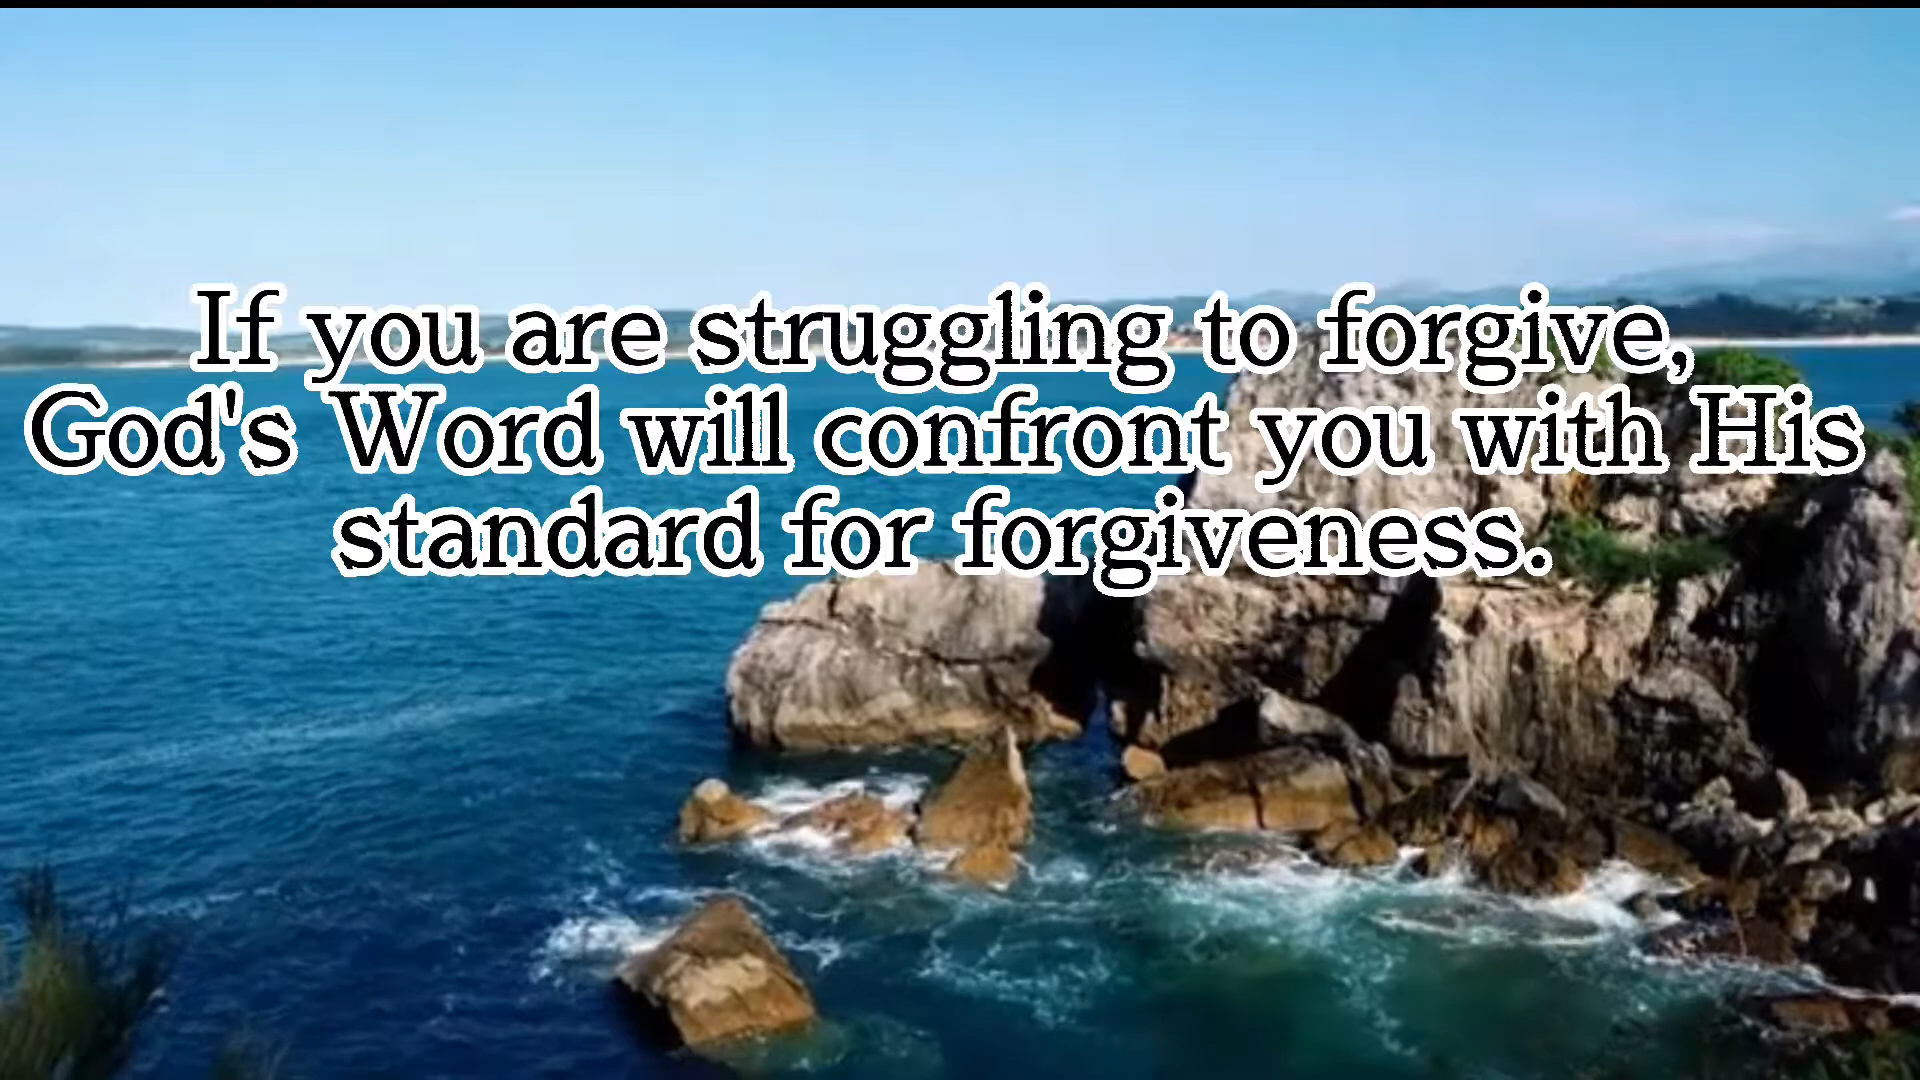 If you are struggling to forgive,
God's Word will confront you with His
standard for forgiveness.